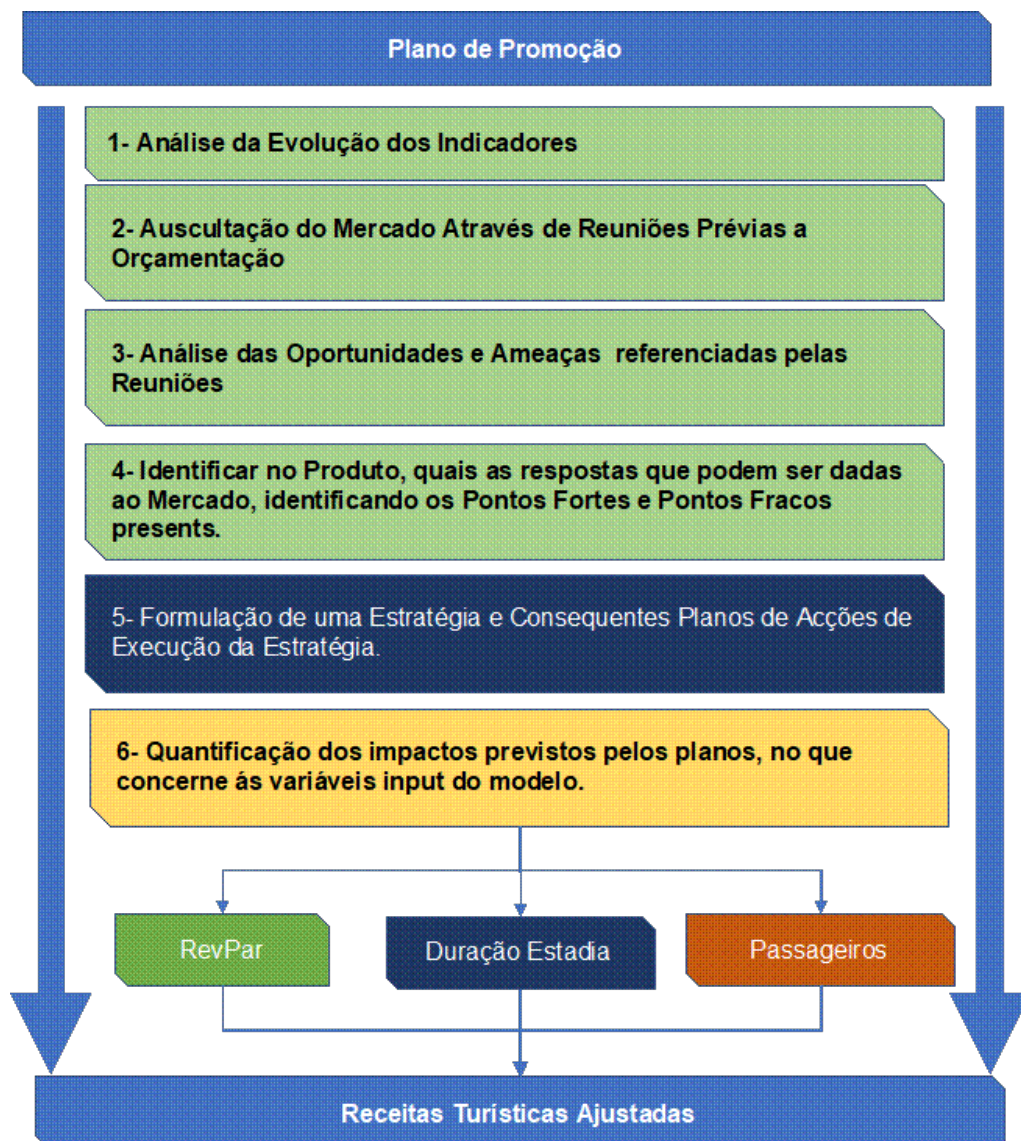 Plano de Promoção
1- Análise da Evolução dos Indicadores
2- Auscultação do Mercado Através de Reuniões Prévias a
Orçamentação
3- Análise das Oportunidades e Ameaças  referenciadas pelas
Reuniões
4- Identificar no Produto, quais as respostas que podem ser dadas
ao Mercado, identificando os Pontos Fortes e Pontos Fracos
presents.
5- Formulação de uma Estratégia e Consequentes Planos de Acções de
Execução da Estratégia.
6- Quantificação dos impactos previstos pelos planos, no que
concerne ás variáveis input do modelo.
RevPar
Duração Estadia
Passageiros
Receitas Turísticas Ajustadas